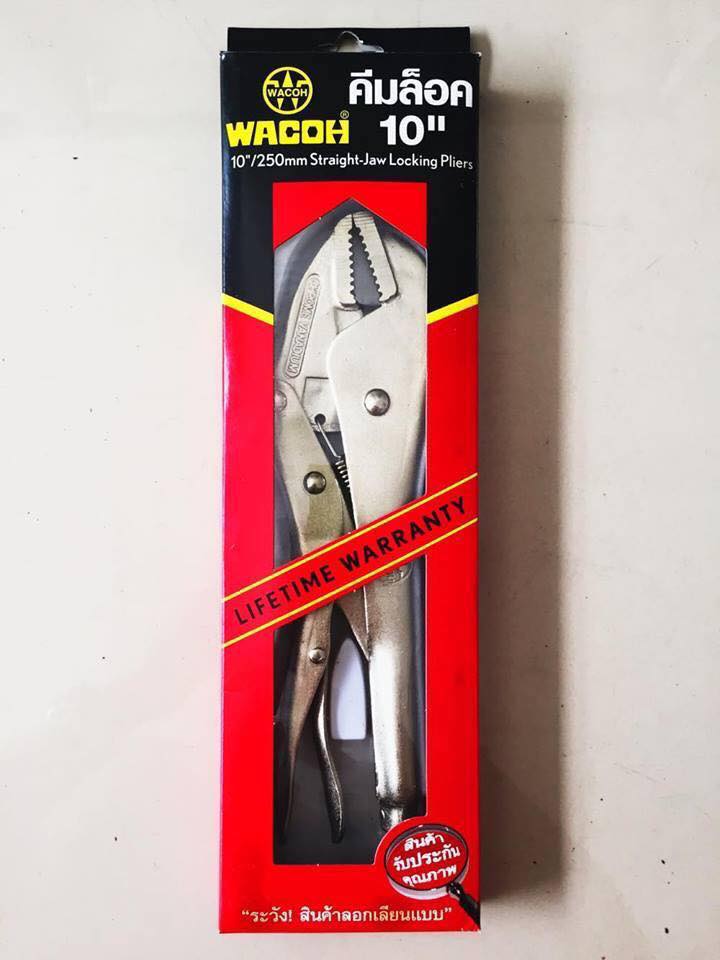 WACOH
คีมล็อค
WACOH® 10"
10"/250mm Straight-Jaw Locking Pliers
CHROME VANADIUM
LIFETIME WARRANTY
สินค้า
รับประกัน
คุณภาพ
“ระวัง! สินค้าลอกเลียนแบบ”